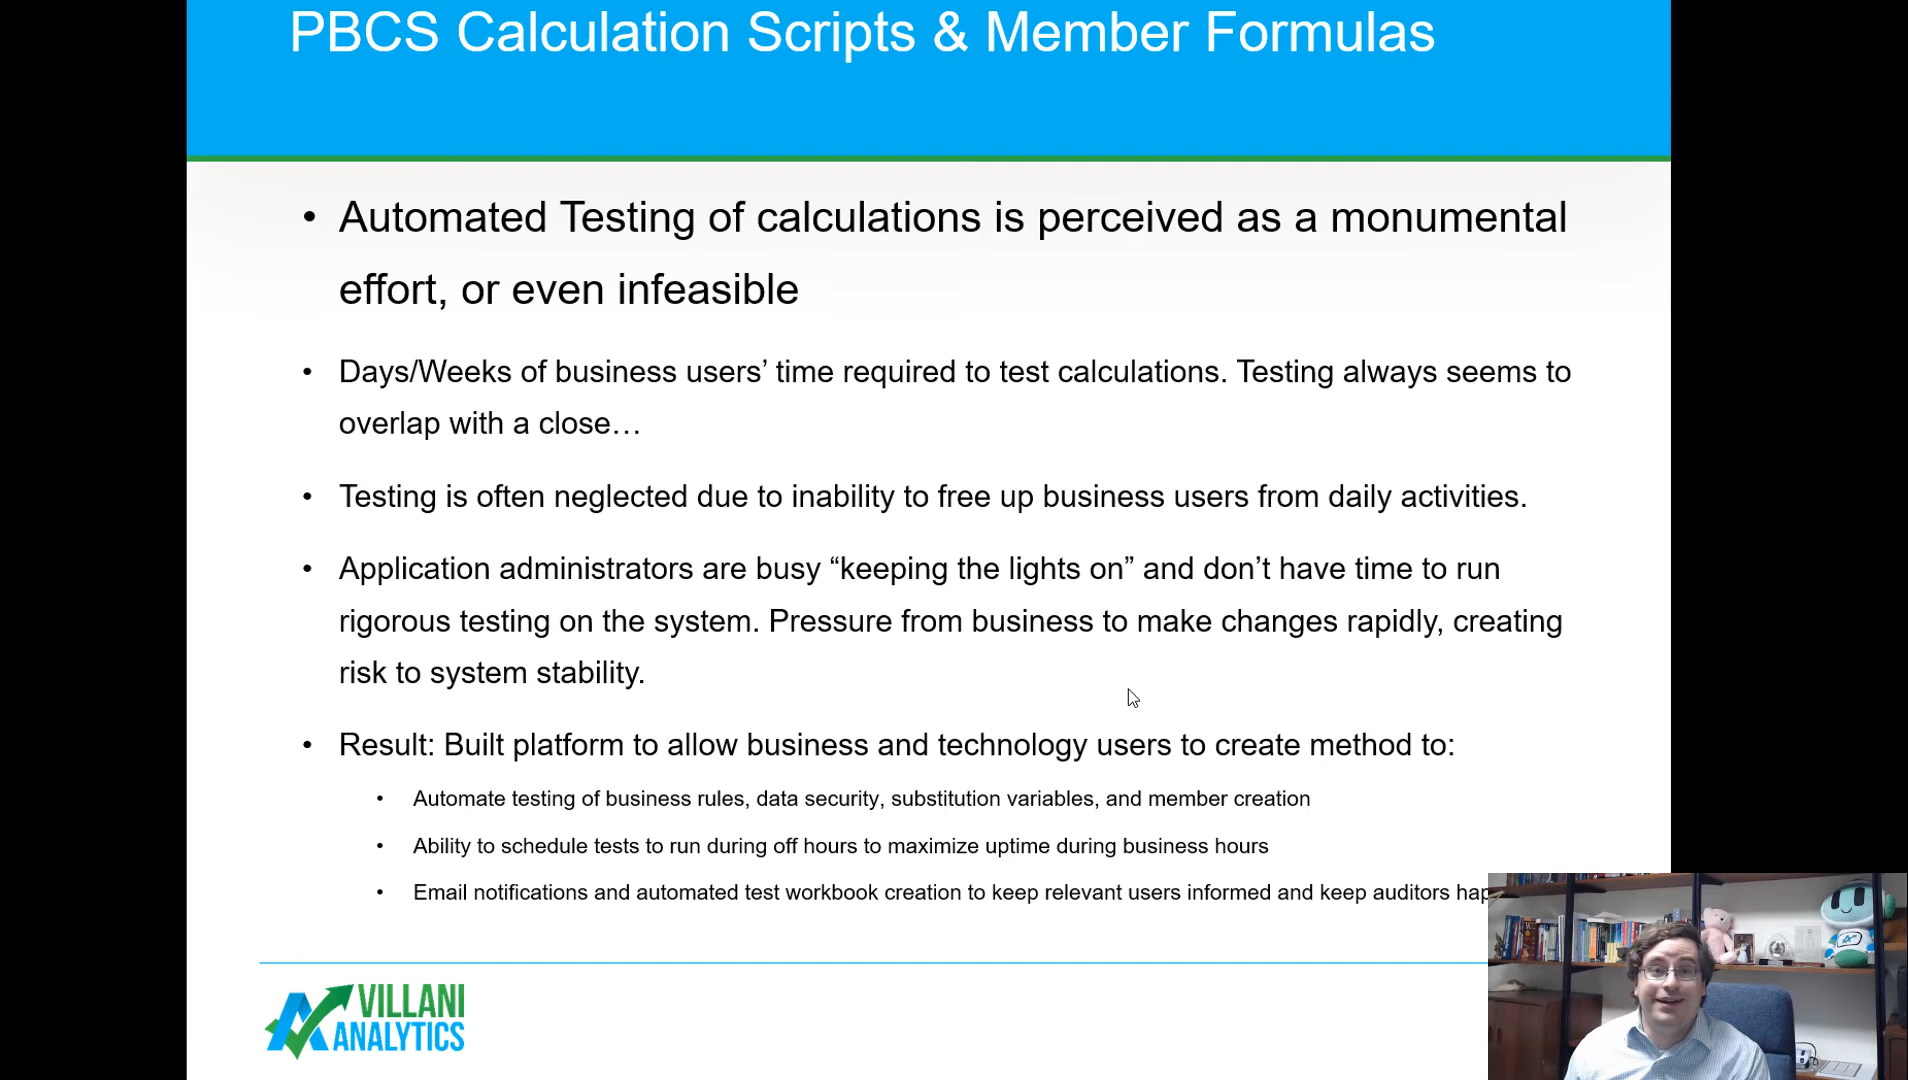 PBCS Calculation Scripts & Member Formulas
• Automated Testing of calculations is perceived as a monumental
effort, or even infeasible
• Days/Weeks of business users’ time required to test calculations. Testing always seems to
overlap with a close…
• Testing is often neglected due to inability to free up business users from daily activities.
• Application administrators are busy “keeping the lights on” and don’t have time to run
rigorous testing on the system. Pressure from business to make changes rapidly, creating
risk to system stability.
• Result: Built platform to allow business and technology users to create method to:
• Automate testing of business rules, data security, substitution variables, and member creation
• Ability to schedule tests to run during off hours to maximize uptime during business hours
• Email notifications and automated test workbook creation to keep relevant users informed and keep auditors hap
VILLANI
ANALYTICS